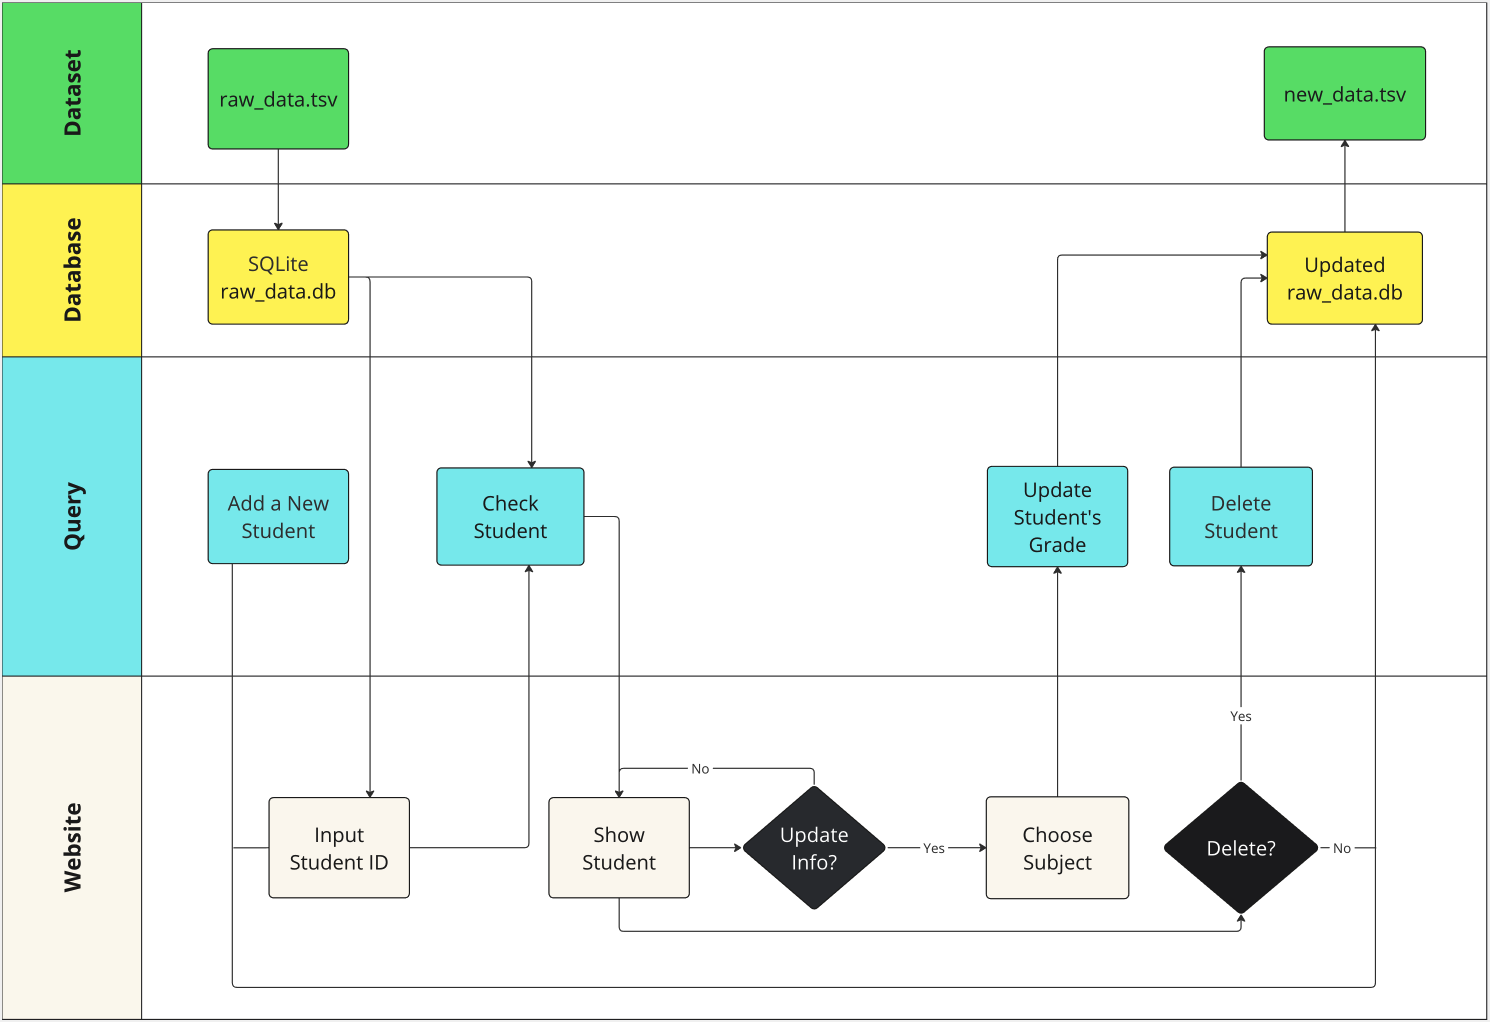 Dataset
raw_data.tsv
new_data.tsv
Database
SQLite
raw_data.db
Updated
raw_data.db
Query
Add a New
Student
Check
Student
Update
Student's
Grade
Delete
Student
Yes
Website
No
Input
Student ID
Show
Student
Update
Info?
Yes
Choose
Subject
Delete?
No